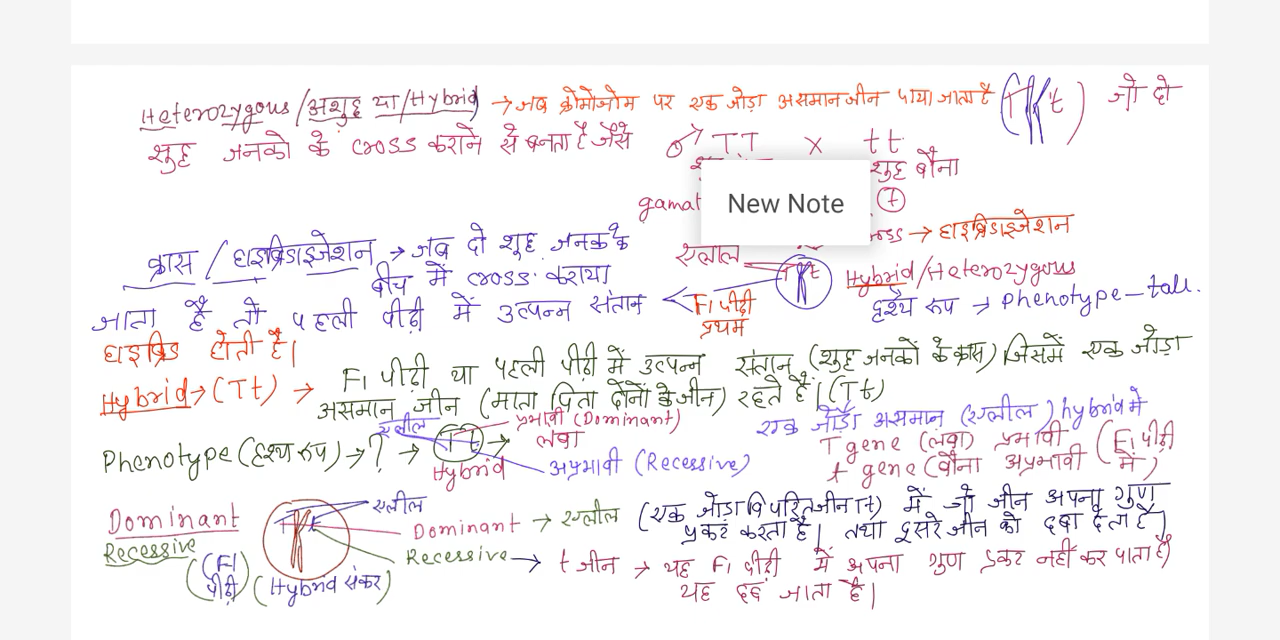 Heterozygous / अशुद्ध या / Hybrid) → जब क्रोमोजोम पर एक जोड़ा असमान जीन पाया जाता है (T t) जो दो
शुद्ध जनको के cross कराने से बनता है जैसे ♂ TT x tt
शुद्ध बौना
gamat
New Note
t
क्रास / हाइब्रिडाइजेशन → जब दो शुद्ध जनक के
→ हाइब्रिडाइजेशन
बीच में cross कराया
एलील T t Hybrid/Heterozygous
जाता है तो पहली पीढ़ी में उत्पन्न संतान
F1 पीढ़ी
प्रथम
दृश्य रूप → Phenotype - tall.
हाइब्रिड होती है।
Hybrid → (Tt) → F1 पीढ़ी या पहली पीढ़ी में उत्पन्न संतान (शुद्ध जनको के क्रास) जिसमें एक जोड़ा
असमान जीन (माता पिता दोनों के जीन) रहते हैं। (Tt)
एलील प्रभावी (Dominant)
Phenotype (दृश्य रूप) → ? → Tt → लंबा
Hybrid अप्रभावी (Recessive)
एक जोड़ा असमान (एलील) hybrid में
T gene (लंबा) प्रभावी (F1 पीढ़ी
t gene (बौना अप्रभावी में)
Dominant
Recessive
(F1
पीढ़ी)
(Hybrid संकर)
T t
एलील
Dominant → एलील (एक जोड़ा विपरित जीन) में जो जीन अपना गुण
प्रकट करता है। तथा दूसरे जीन को दबा देता है)
Recessive → t जीन → यह F1 पीढ़ी में अपना गुण प्रकट नहीं कर पाता है)
यह दब जाता है।